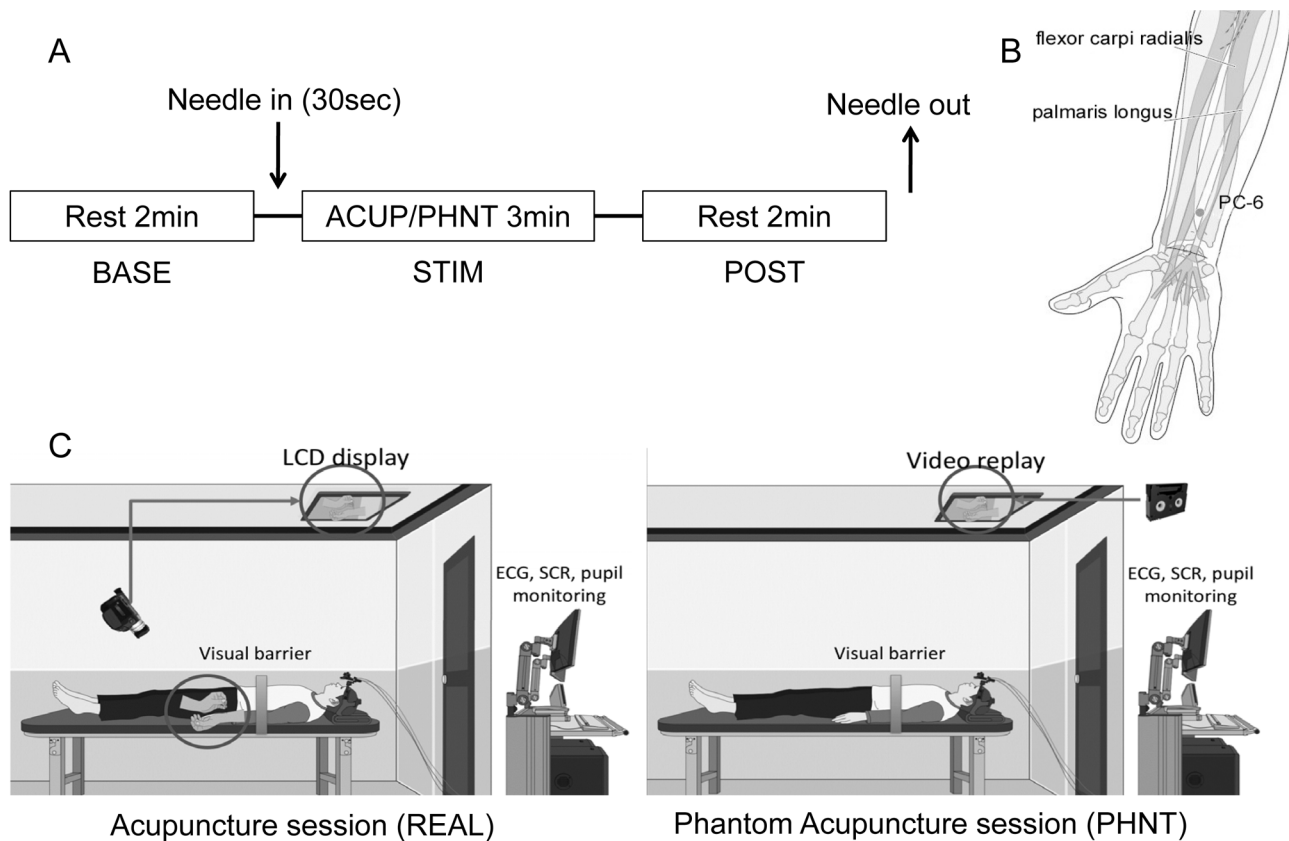 A
Needle in (30sec)
Needle out
Rest 2min
ACUP/PHNT 3min
Rest 2min
BASE
STIM
POST
B
flexor carpi radialis
palmaris longus
PC-6
C
LCD display
ECG, SCR, pupil
monitoring
Visual barrier
Acupuncture session (REAL)
Video replay
ECG, SCR, pupil
monitoring
Visual barrier
Phantom Acupuncture session (PHNT)